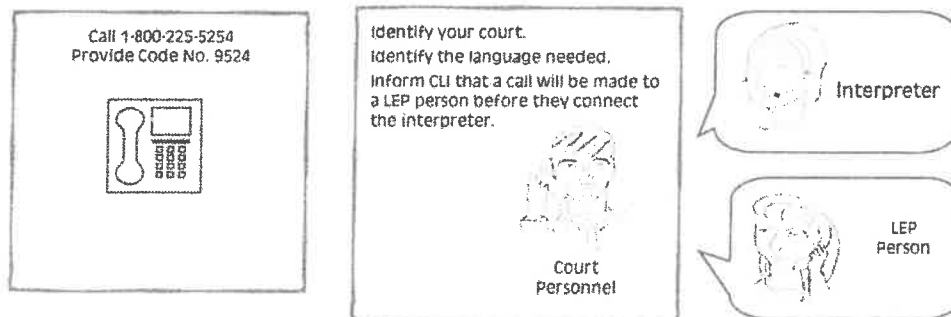 Call 1-800-225-5254
Provide Code No. 9524
Identify your court.
Identify the language needed.
Inform CLI that a call will be made to
a LEP person before they connect
the interpreter.
Court
Personnel
Interpreter
LEP
Person